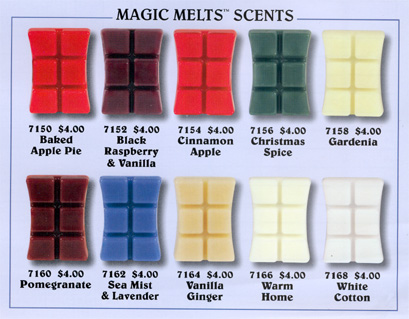 MAGIC MELTS™ SCENTS
7150 $4.00 7152 $4.00 7154 $4.00 7156 $4.00 7158 $4.00
Baked Black Cinnamon Christmas Gardenia
Apple Pie Raspberry Apple Spice
& Vanilla
7160 $4.00 7162 $4.00 7164 $4.00 7166 $4.00 7168 $4.00
Pomegranate Sea Mist Vanilla Warm White
& Lavender Ginger Home Cotton